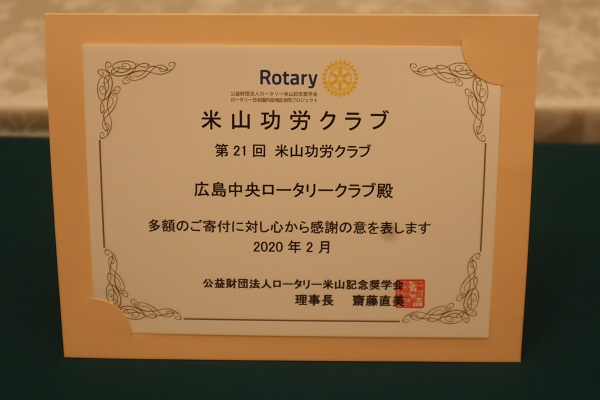 Rotary
公益財団法人ロータリー米山記念奨学会
ロータリー日本国内全地区合同プロジェクト
米山功労クラブ
第21回 米山功労クラブ
広島中央ロータリークラブ殿
多額のご寄付に対し心から感謝の意を表します
2020年2月
公益財団法人ロータリー米山記念奨学会
理事長 齋藤直美